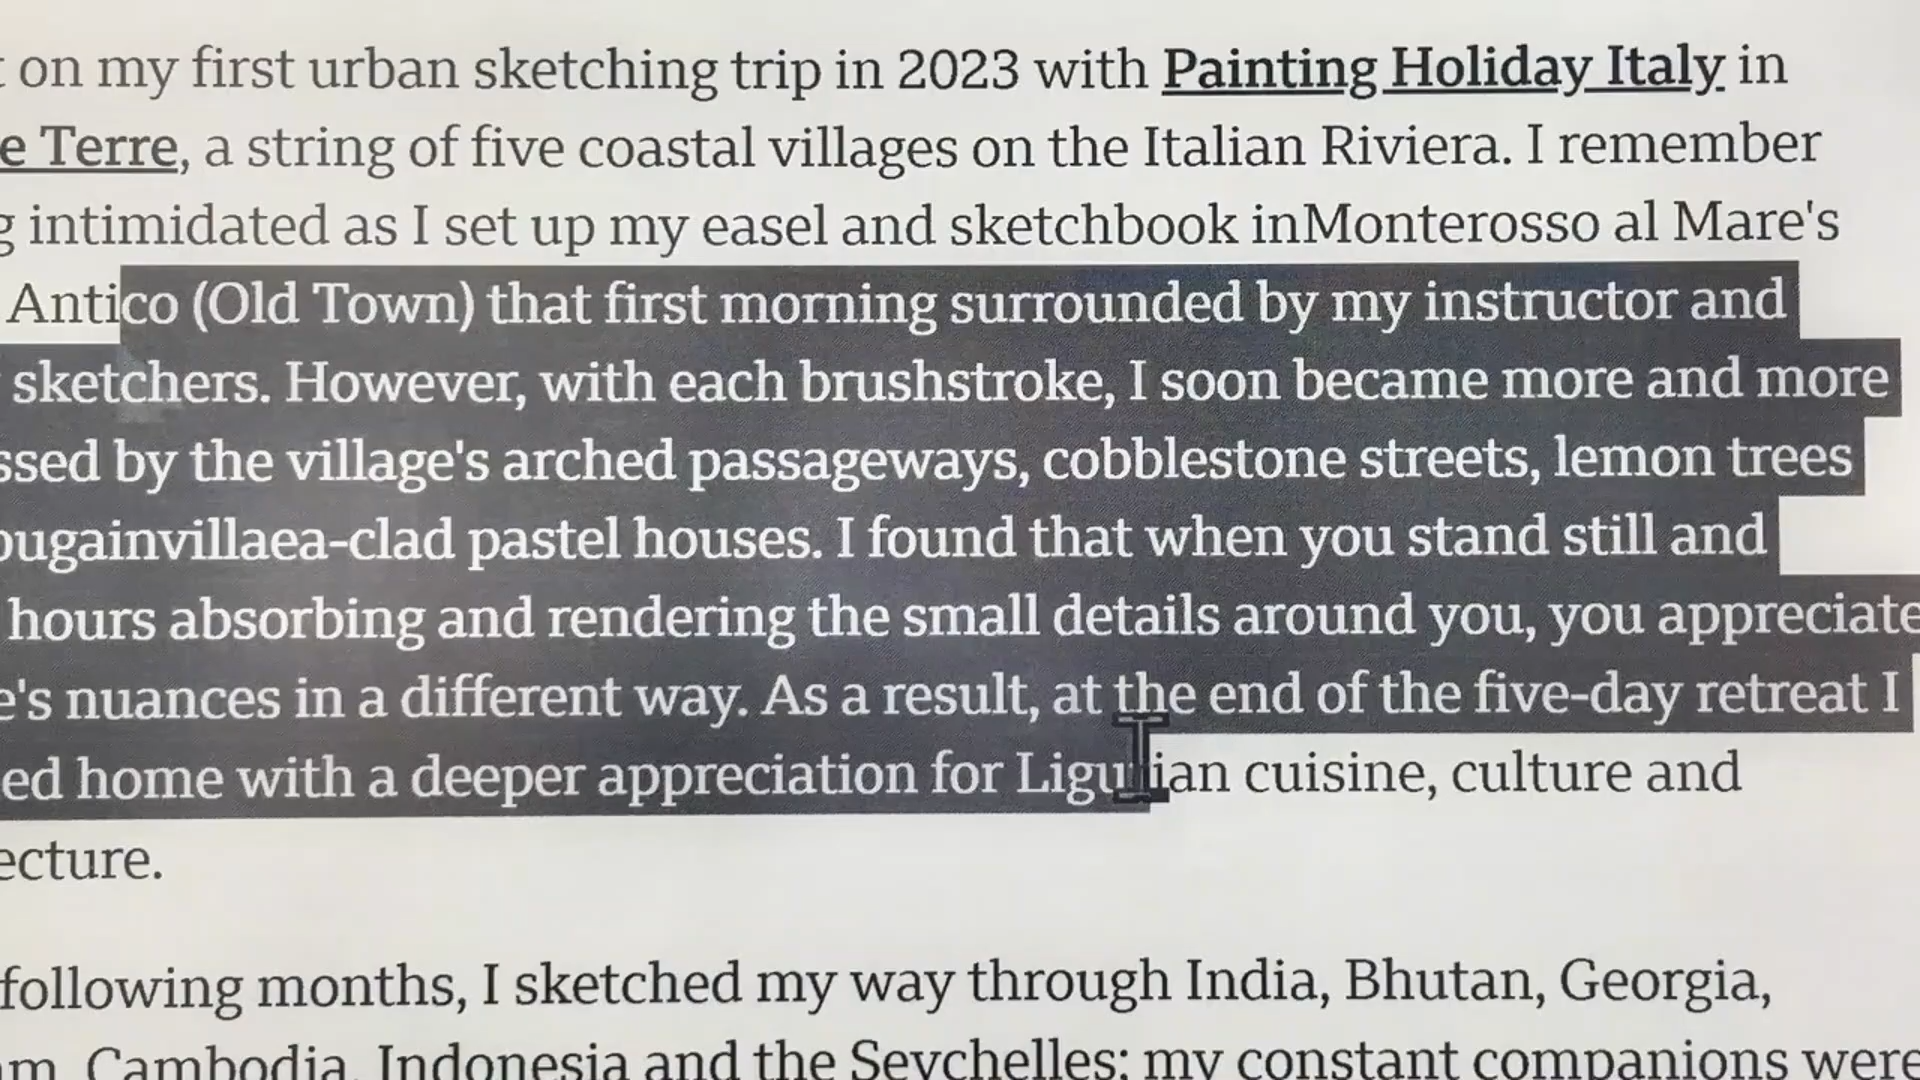 on my first urban sketching trip in 2023 with Painting Holiday Italy in
e Terre, a string of five coastal villages on the Italian Riviera. I remember
g intimidated as I set up my easel and sketchbook inMonterosso al Mare's
Antico (Old Town) that first morning surrounded by my instructor and
sketchers. However, with each brushstroke, I soon became more and more
ssed by the village's arched passageways, cobblestone streets, lemon trees
ougainvillaea-clad pastel houses. I found that when you stand still and
hours absorbing and rendering the small details around you, you appreciate
e's nuances in a different way. As a result, at the end of the five-day retreat I
ed home with a deeper appreciation for Ligurian cuisine, culture and
ecture.
following months, I sketched my way through India, Bhutan, Georgia,
am, Cambodia, Indonesia and the Seychelles; my constant companions were